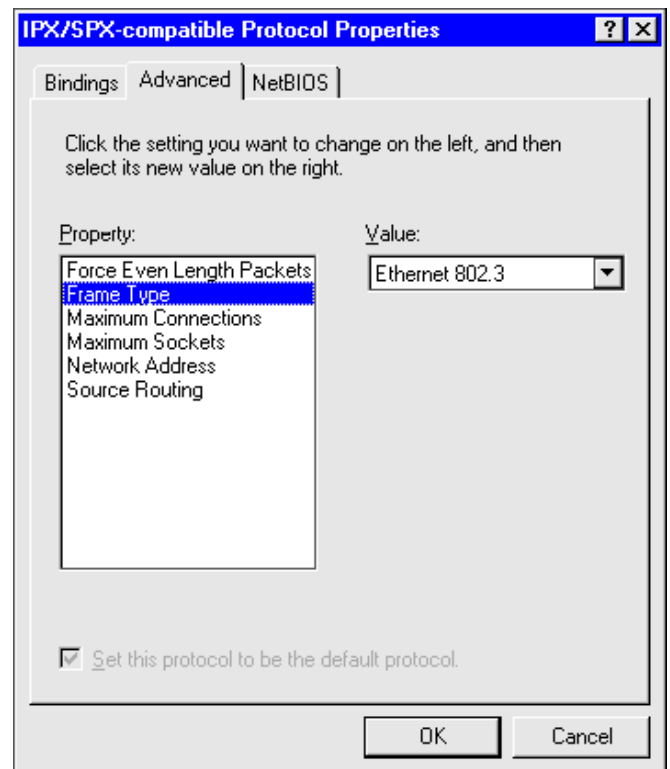 IPX/SPX-compatible Protocol Properties
Bindings Advanced NetBIOS
Click the setting you want to change on the left, and then
select its new value on the right.
Property:
Value:
Force Even Length Packets
Frame Type
Maximum Connections
Maximum Sockets
Network Address
Source Routing
Ethernet 802.3
Set this protocol to be the default protocol.
OK Cancel